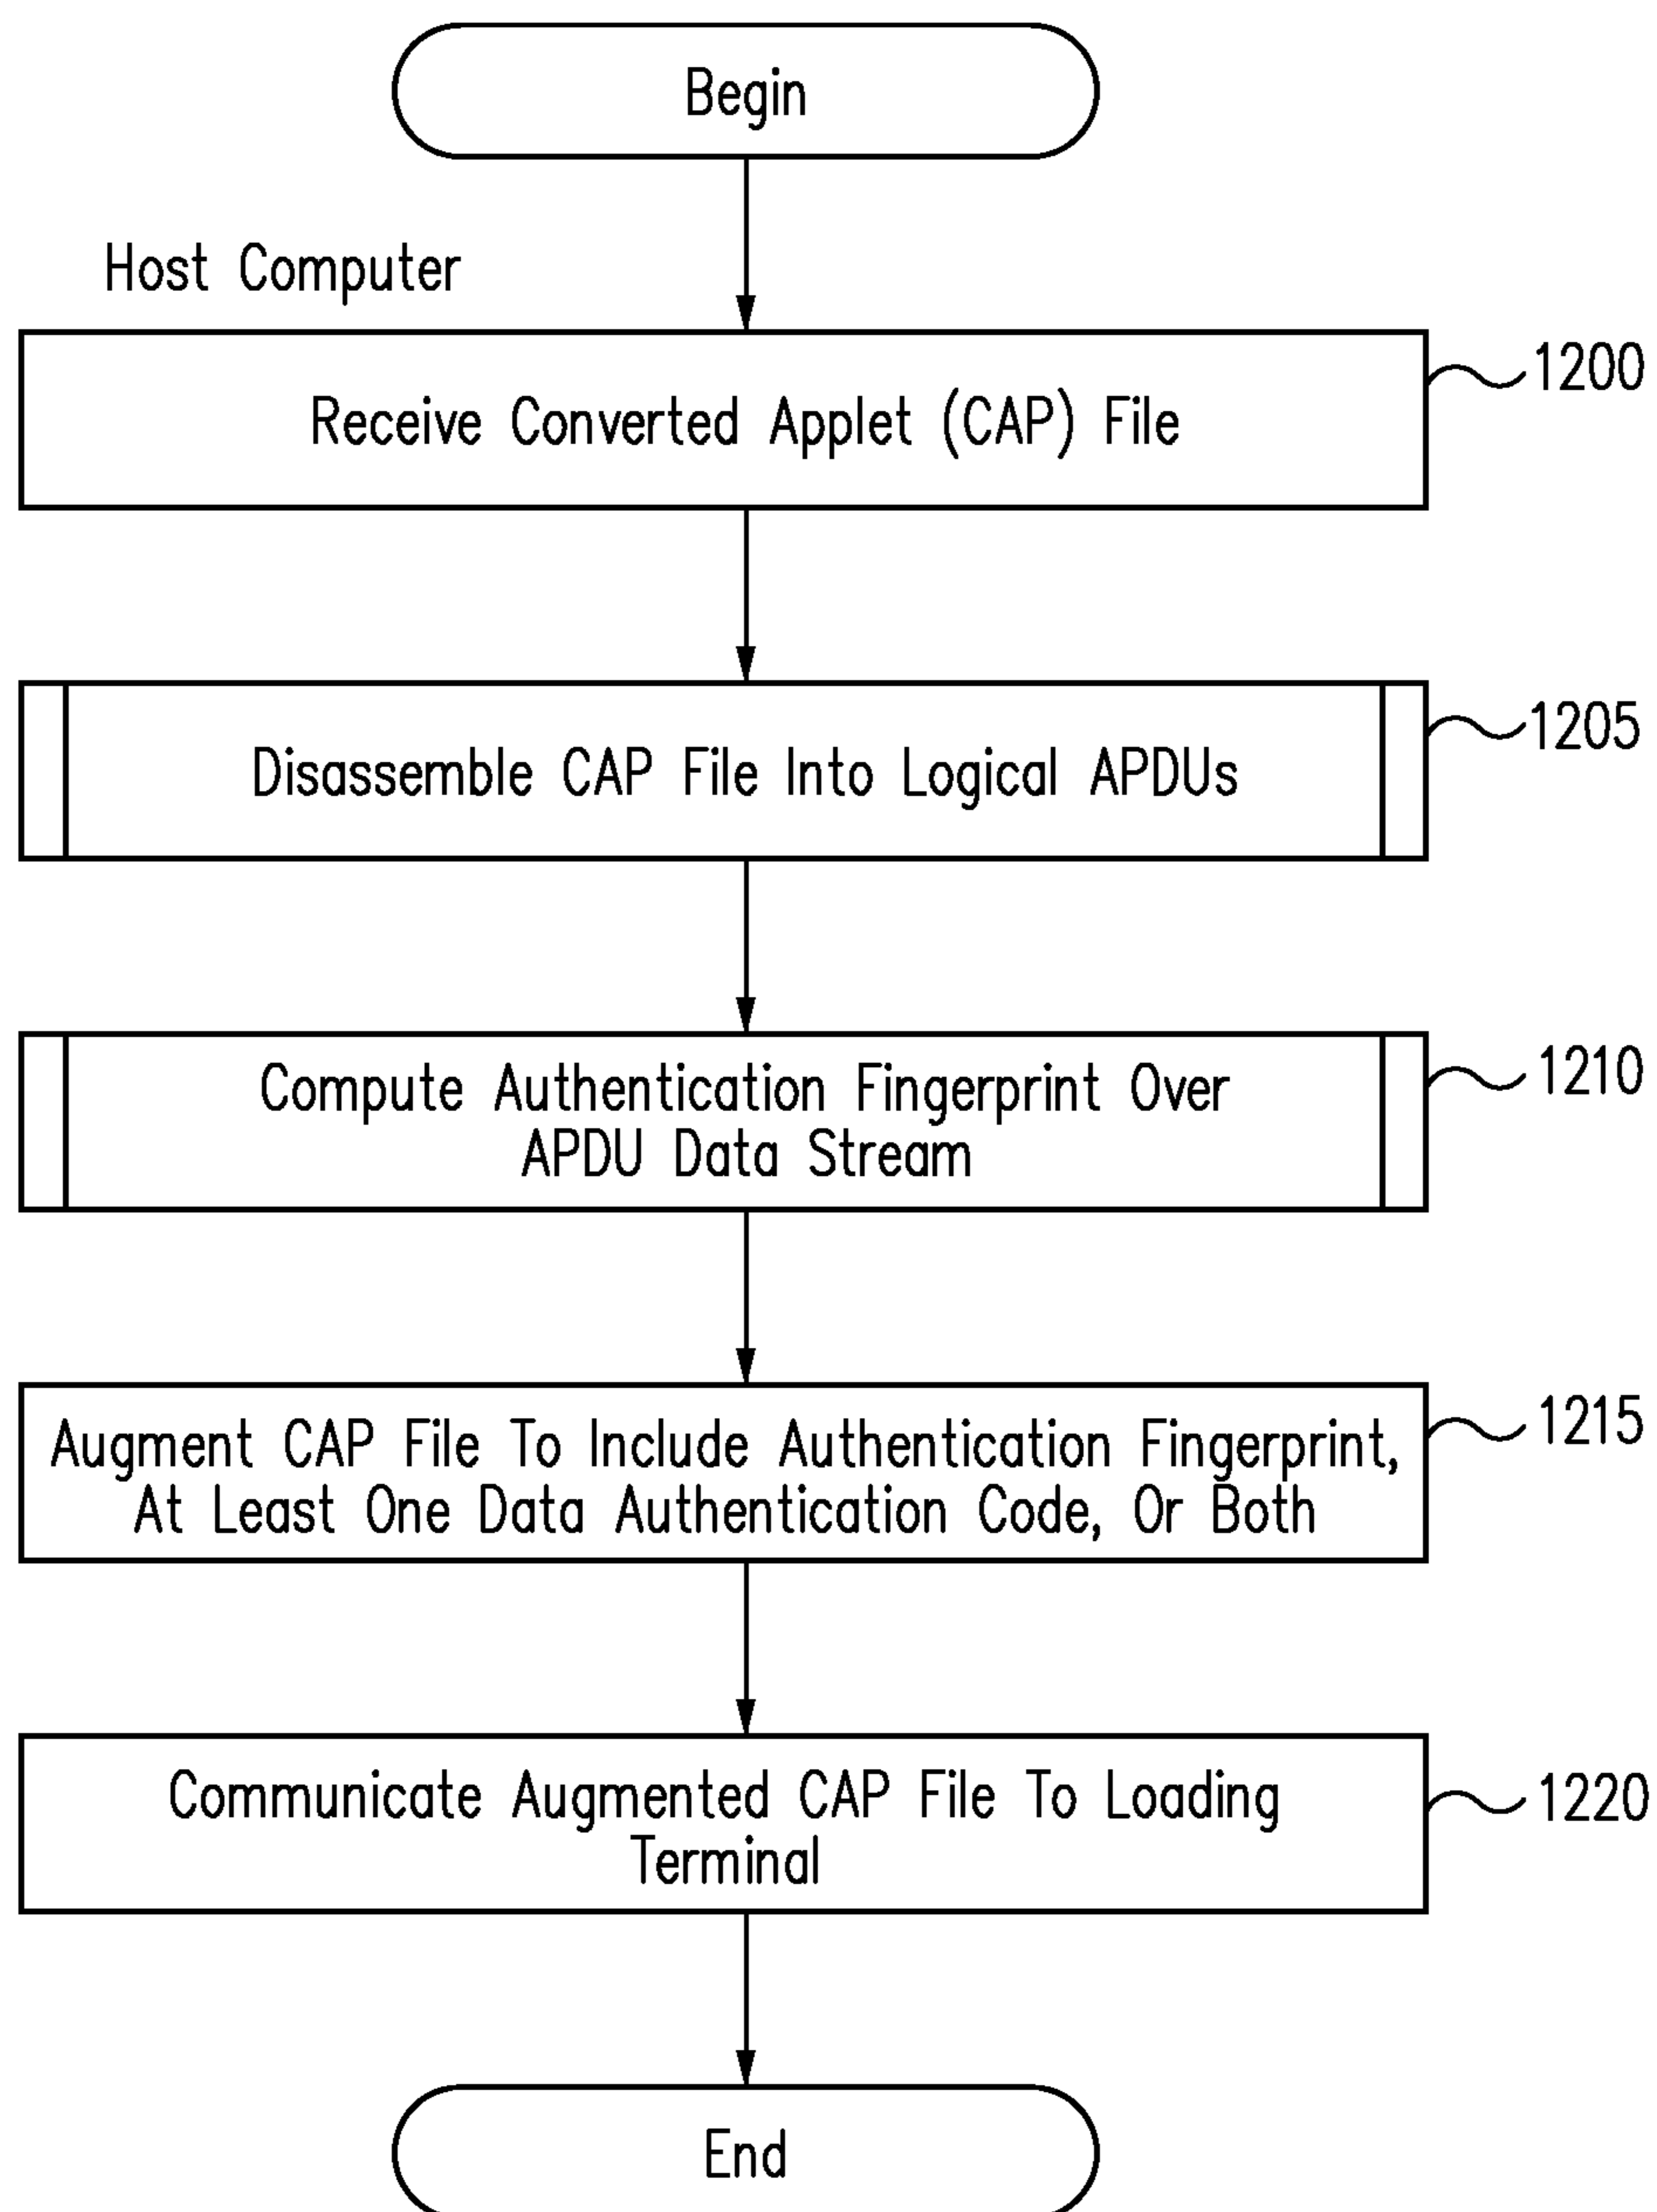 Begin
Host Computer
Receive Converted Applet (CAP) File
1200
Disassemble CAP File Into Logical APDUs
1205
Compute Authentication Fingerprint Over
APDU Data Stream
1210
Augment CAP File To Include Authentication Fingerprint,
At Least One Data Authentication Code, Or Both
1215
Communicate Augmented CAP File To Loading
Terminal
1220
End